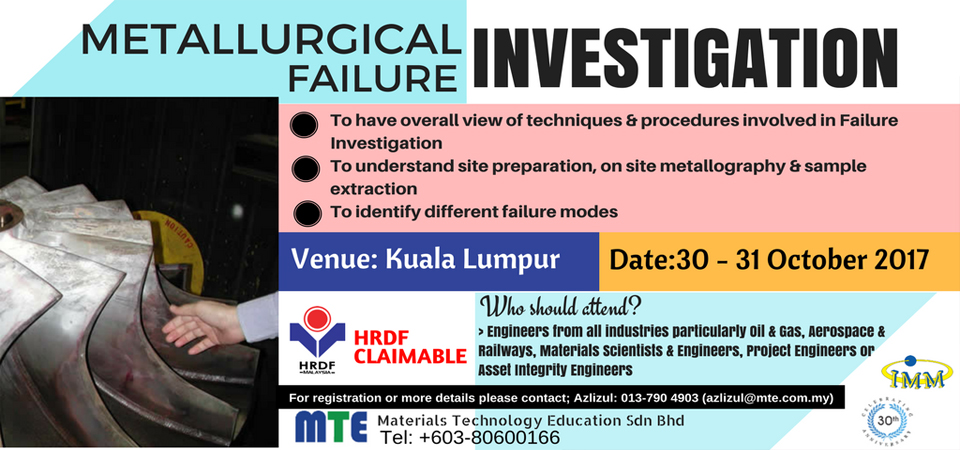 METALLURGICAL
FAILURE
INVESTIGATION
To have overall view of techniques & procedures involved in Failure
Investigation
To understand site preparation, on site metallography & sample
extraction
To identify different failure modes
CAUTION
Venue: Kuala Lumpur
Date:30 - 31 October 2017
HRDF
MALAYSIA
HRDF
CLAIMABLE
Who should attend?
> Engineers from all industries particularly Oil & Gas, Aerospace &
Railways, Materials Scientists & Engineers, Project Engineers or
Asset Integrity Engineers
IMM
For registration or more details please contact; Azlizul: 013-790 4903 (azlizul@mte.com.my)
MTE
Materials Technology Education Sdn Bhd
Tel: +603-80600166
CELEBRATING
30th
ANNIVERSARY